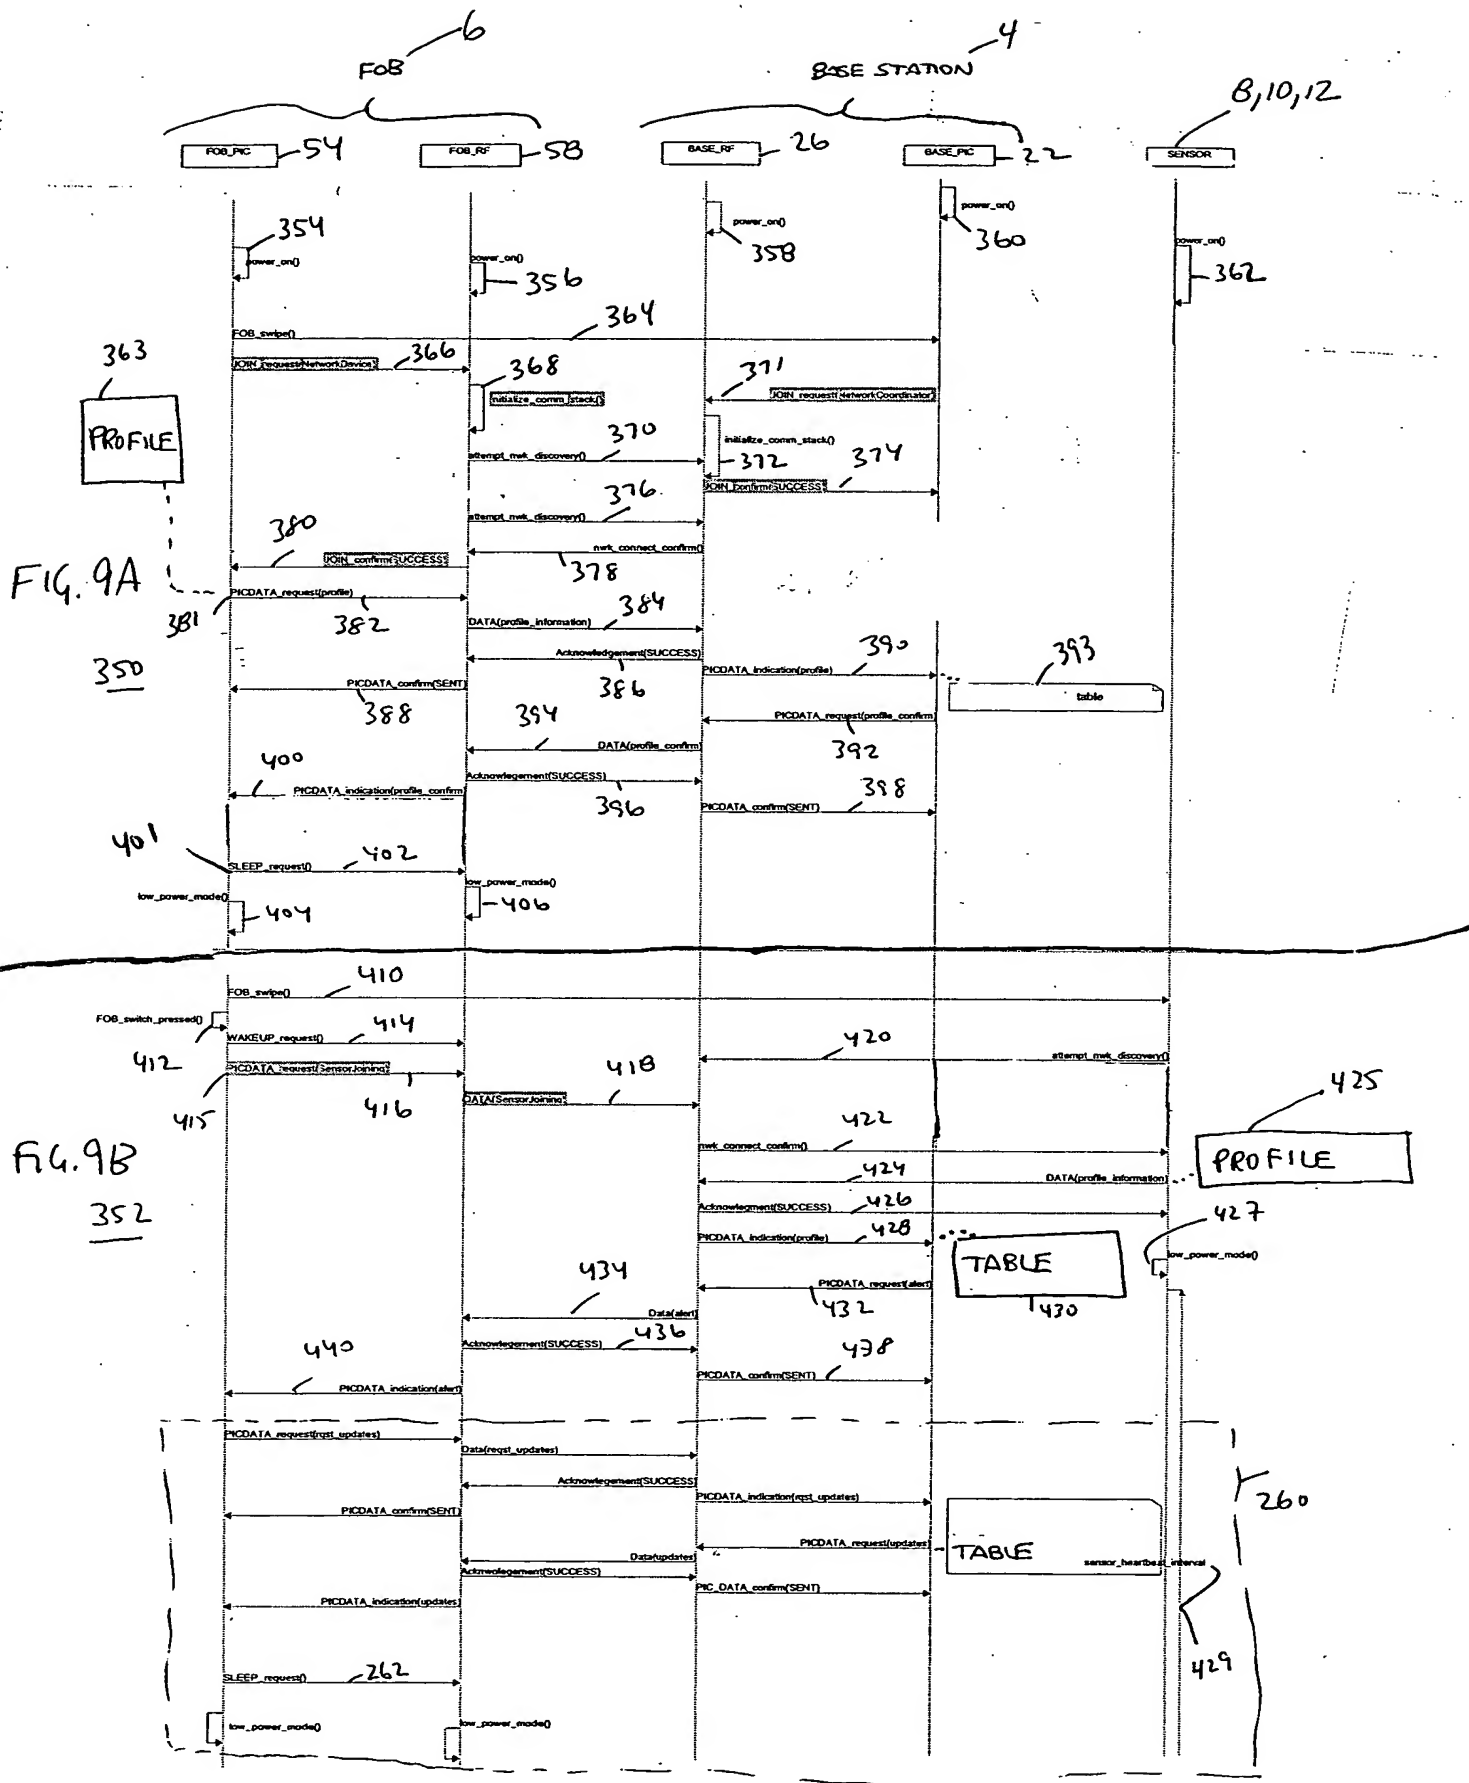 6
4
FOB
BASE STATION
8,10,12
FOB_PIC
54
FOB_RF
58
BASE_RF
26
BASE_PIC
22
SENSOR
power_on()
360
power_on()
358
354
power_on()
power_on()
356
power_on()
362
FOB_swipe()
364
363
JOIN_request(NetworkDevice)
366
368
initialize_comm_stack()
371
JOIN_request(NetworkCoordinator)
PROFILE
370
attempt_nwk_discovery()
initialize_comm_stack()
372
374
JOIN_confirm(SUCCESS)
376
attempt_nwk_discovery()
380
JOIN_confirm(SUCCESS)
nwk_connect_confirm()
378
FIG. 9A
PICDATA_request(profile)
381
382
384
DATA(profile_information)
350
Acknowledgement(SUCCESS)
386
390
PICDATA_indication(profile)
393
table
PICDATA_confirm(SENT)
388
PICDATA_request(profile_confirm)
392
394
DATA(profile_confirm)
400
PICDATA_indication(profile_confirm)
Acknowlegement(SUCCESS)
396
398
PICDATA_confirm(SENT)
401
SLEEP_request()
402
low_power_mode()
404
low_power_mode()
406
410
FOB_swipe()
FOB_switch_pressed()
412
WAKEUP_request()
414
420
attempt_nwk_discovery()
PICDATA_request(SensorJoining)
415
416
418
DATA(SensorJoining)
425
422
nwk_connect_confirm()
FIG. 9B
PROFILE
424
DATA(profile_information)
352
Acknowlegment(SUCCESS)
426
427
PICDATA_indication(profile)
428
TABLE
low_power_mode()
434
PICDATA_request(alert)
432
430
Data(alert)
Acknowlegement(SUCCESS)
436
440
478
PICDATA_confirm(SENT)
PICDATA_indication(alert)
PICDATA_request(rqst_updates)
Data(reqst_updates)
Acknowlegement(SUCCESS)
PICDATA_indication(rqst_updates)
260
PICDATA_confirm(SENT)
PICDATA_request(updates)
TABLE
Data(updates)
sensor_heartbeat_interval
Acknwolegement(SUCCESS)
PIC_DATA_confirm(SENT)
PICDATA_indication(updates)
429
SLEEP_request()
262
low_power_mode()
low_power_mode()